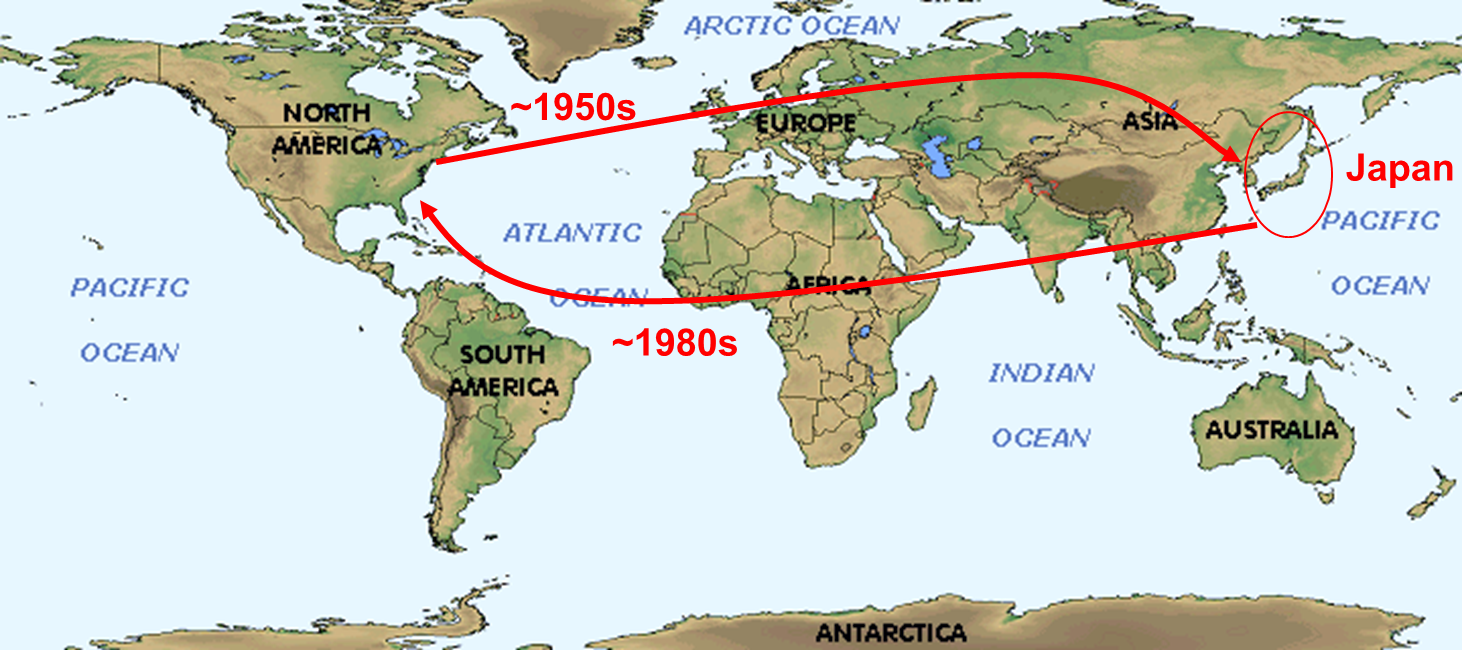 ARCTIC OCEAN
~1950s
NORTH
AMERICA
EUROPE
ASIA
Japan
ATLANTIC
OCEAN
PACIFIC
OCEAN
PACIFIC
OCEAN
AFRICA
~1980s
SOUTH
AMERICA
INDIAN
OCEAN
AUSTRALIA
ANTARCTICA